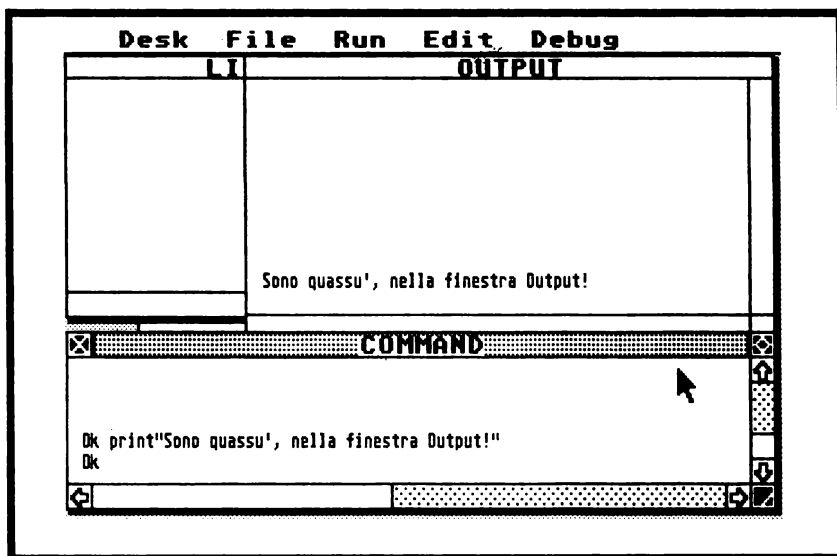 Desk File Run Edit Debug
LI OUTPUT
Sono quassu', nella finestra Output!
COMMAND
Ok print"Sono quassu', nella finestra Output!"
Ok